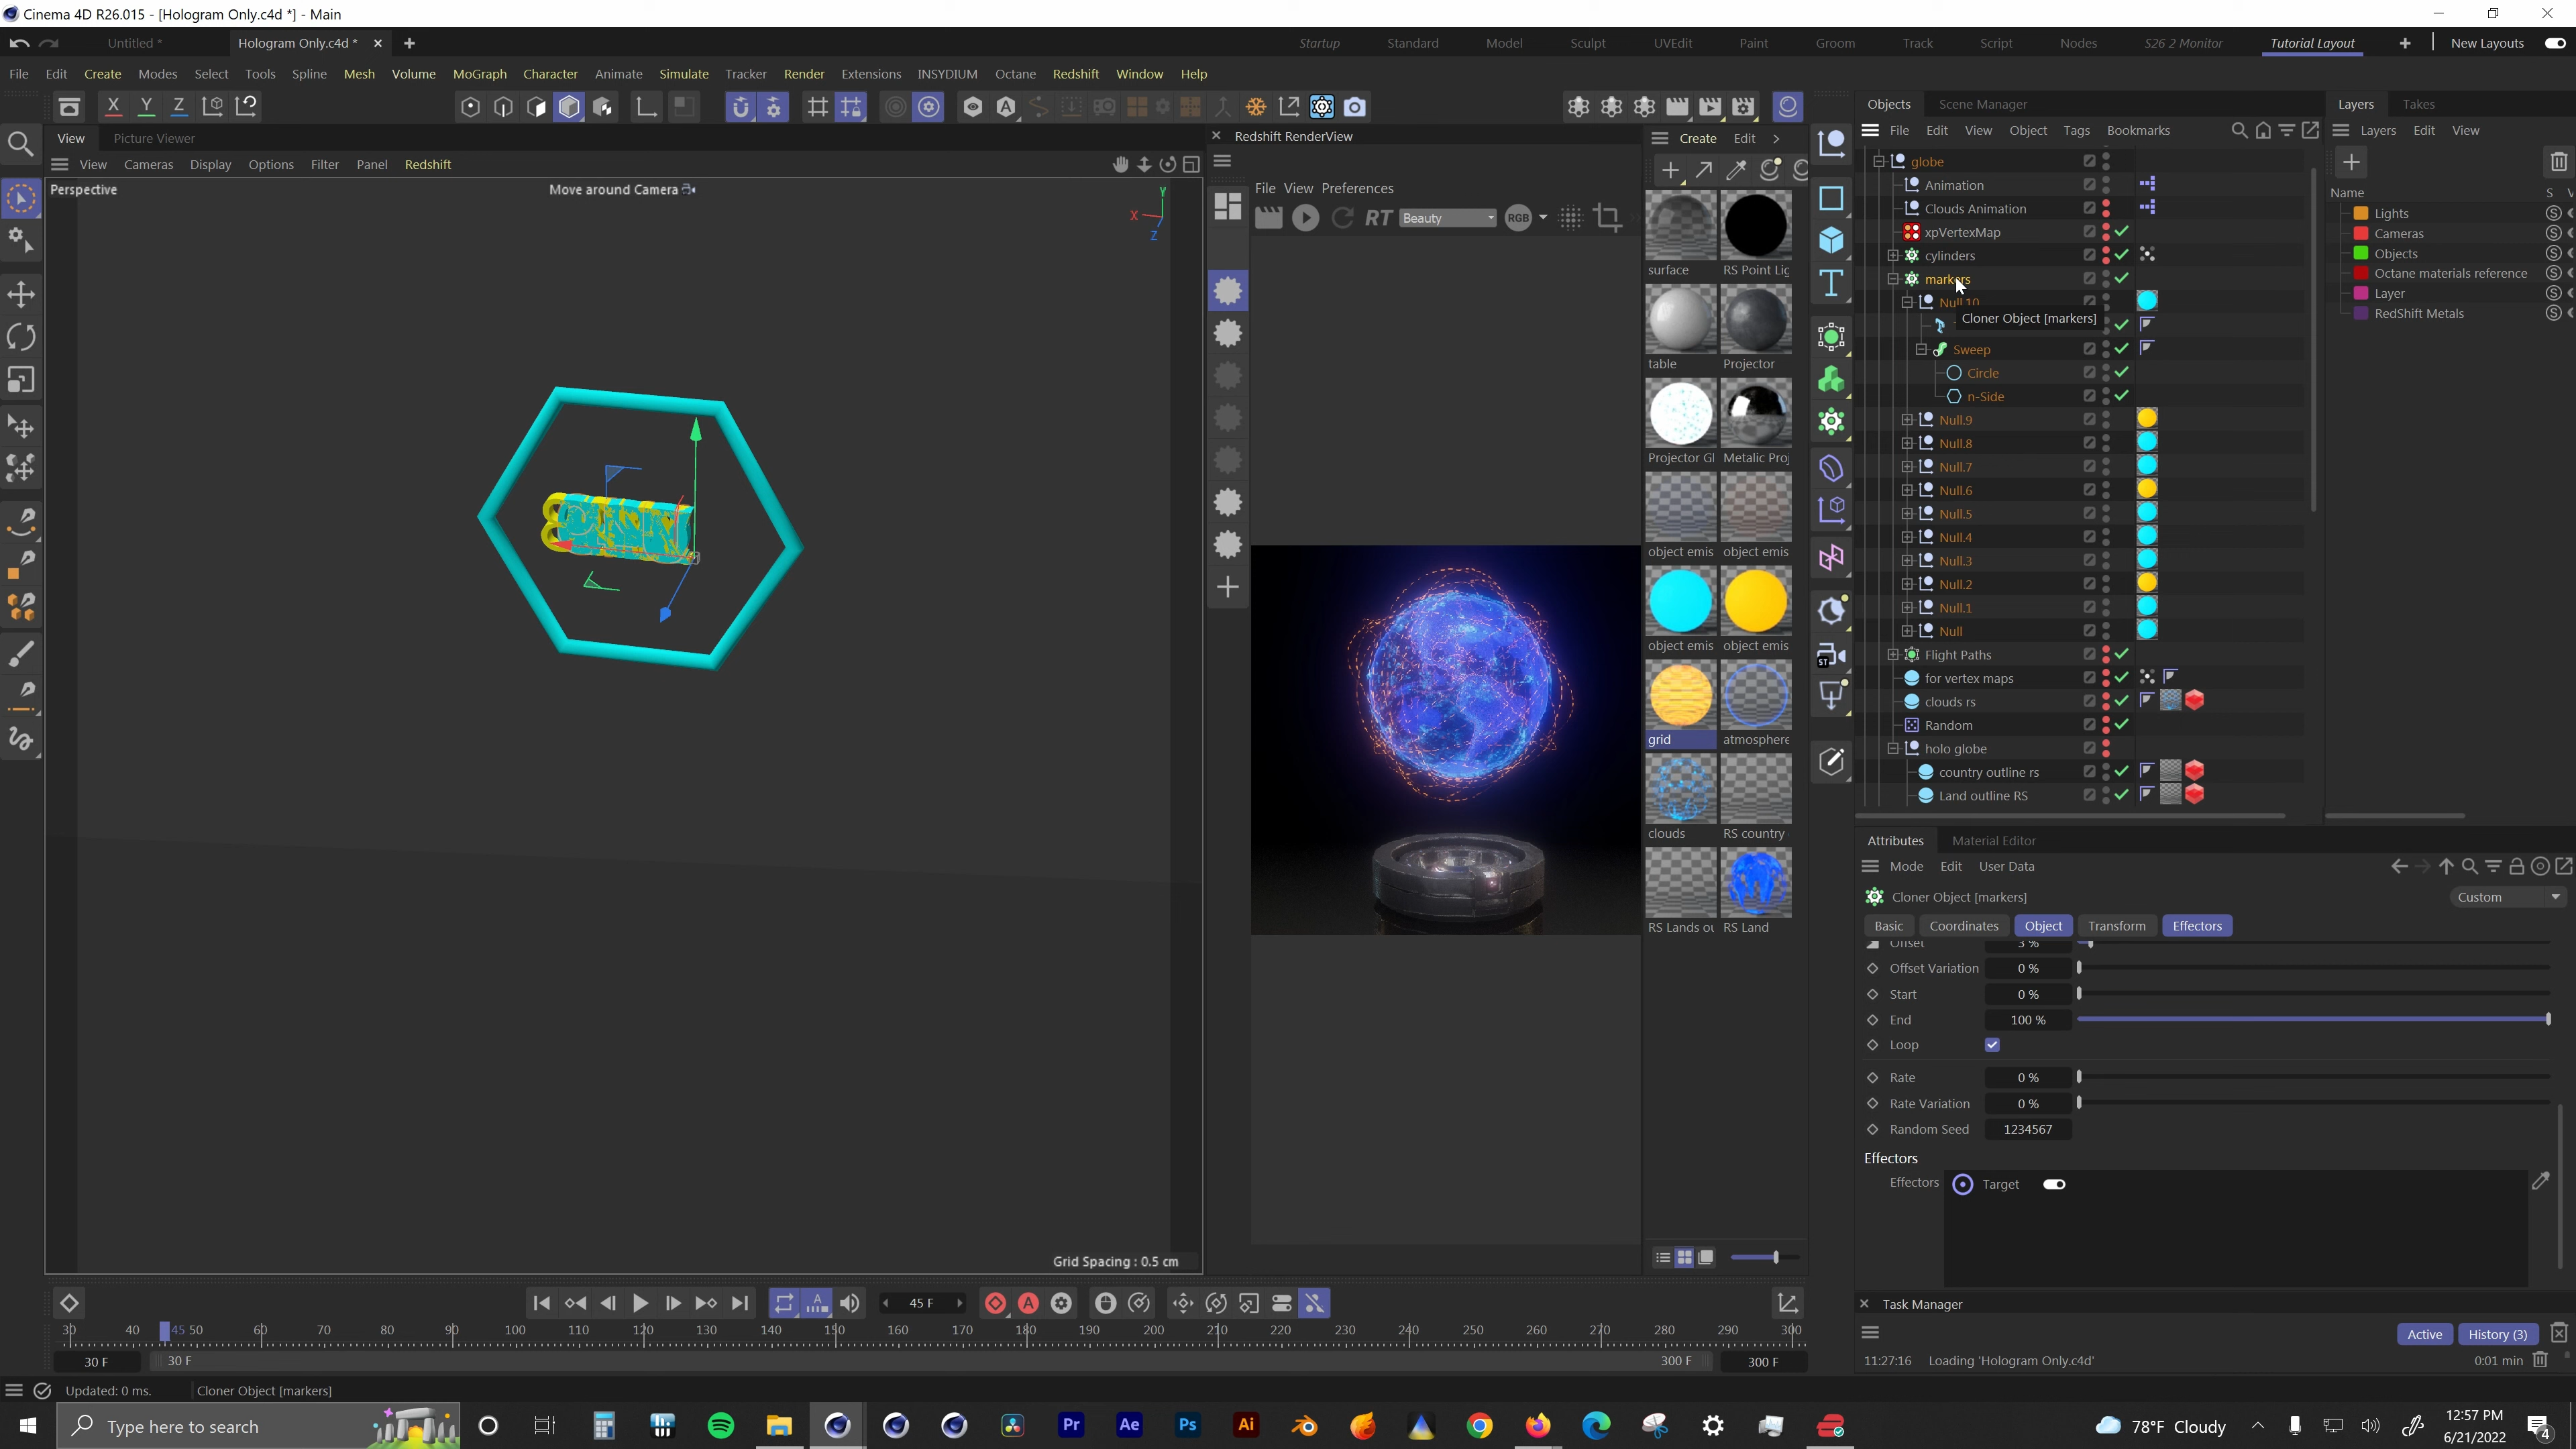 Cinema 4D R26.015 - [Hologram Only.c4d *] - Main
Untitled *
Hologram Only.c4d *
Startup Standard Model Sculpt UVEdit Paint Groom Track Script Nodes S26 2 Monitor Tutorial Layout New Layouts
File Edit Create Modes Select Tools Spline Mesh Volume MoGraph Character Animate Simulate Tracker Render Extensions INSYDIUM Octane Redshift Window Help
X Y Z
View Picture Viewer
View Cameras Display Options Filter Panel Redshift
Perspective
Move around Camera
Y
X
Z
Grid Spacing : 0.5 cm
Redshift RenderView
File View Preferences
RT Beauty RGB
Create Edit
surface
RS Point Lig
table
Projector
Projector Gl
Metalic Proj
object emis
object emis
object emis
object emis
grid
atmosphere
clouds
RS country
RS Lands ou
RS Land
ST
Objects Scene Manager
File Edit View Object Tags Bookmarks
globe
Animation
Clouds Animation
xpVertexMap
cylinders
markers
Null.10
Cloner Object [markers]
Sweep
Circle
n-Side
Null.9
Null.8
Null.7
Null.6
Null.5
Null.4
Null.3
Null.2
Null.1
Null
Flight Paths
for vertex maps
clouds rs
Random
holo globe
country outline rs
Land outline RS
Layers Takes
Layers Edit View
Name S V
Lights
Cameras
Objects
Octane materials reference
Layer
RedShift Metals
Attributes Material Editor
Mode Edit User Data
Cloner Object [markers]
Custom
Basic Coordinates Object Transform Effectors
Offset 3 %
Offset Variation 0 %
Start 0 %
End 100 %
Loop
Rate 0 %
Rate Variation 0 %
Random Seed 1234567
Effectors
Effectors Target
Task Manager
Active History (3)
11:27:16 Loading 'Hologram Only.c4d' 0:01 min
45 F
30 40 45 50 60 70 80 90 100 110 120 130 140 150 160 170 180 190 200 210 220 230 240 250 260 270 280 290 300
30 F 30 F 300 F 300 F
Updated: 0 ms. Cloner Object [markers]
Type here to search
Pr Ae Ps Ai
78°F Cloudy
12:57 PM
6/21/2022
4